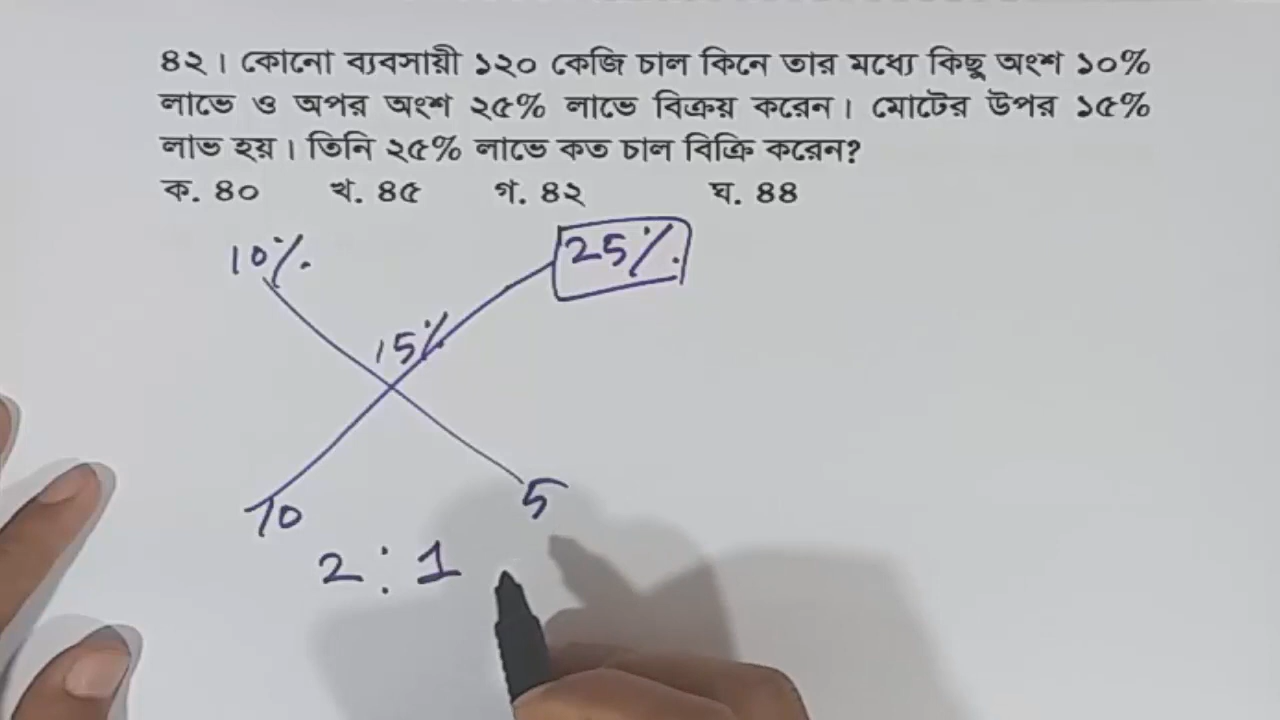 ৪২। কোনো ব্যবসায়ী ১২০ কেজি চাল কিনে তার মধ্যে কিছু অংশ ১০%
লাভে ও অপর অংশ ২৫% লাভে বিক্রয় করেন। মোটের উপর ১৫%
লাভ হয়। তিনি ২৫% লাভে কত চাল বিক্রি করেন?
ক. ৪০ খ. ৪৫ গ. ৪২ ঘ. ৪৪
10% 25%
15%
10 5
2 : 1